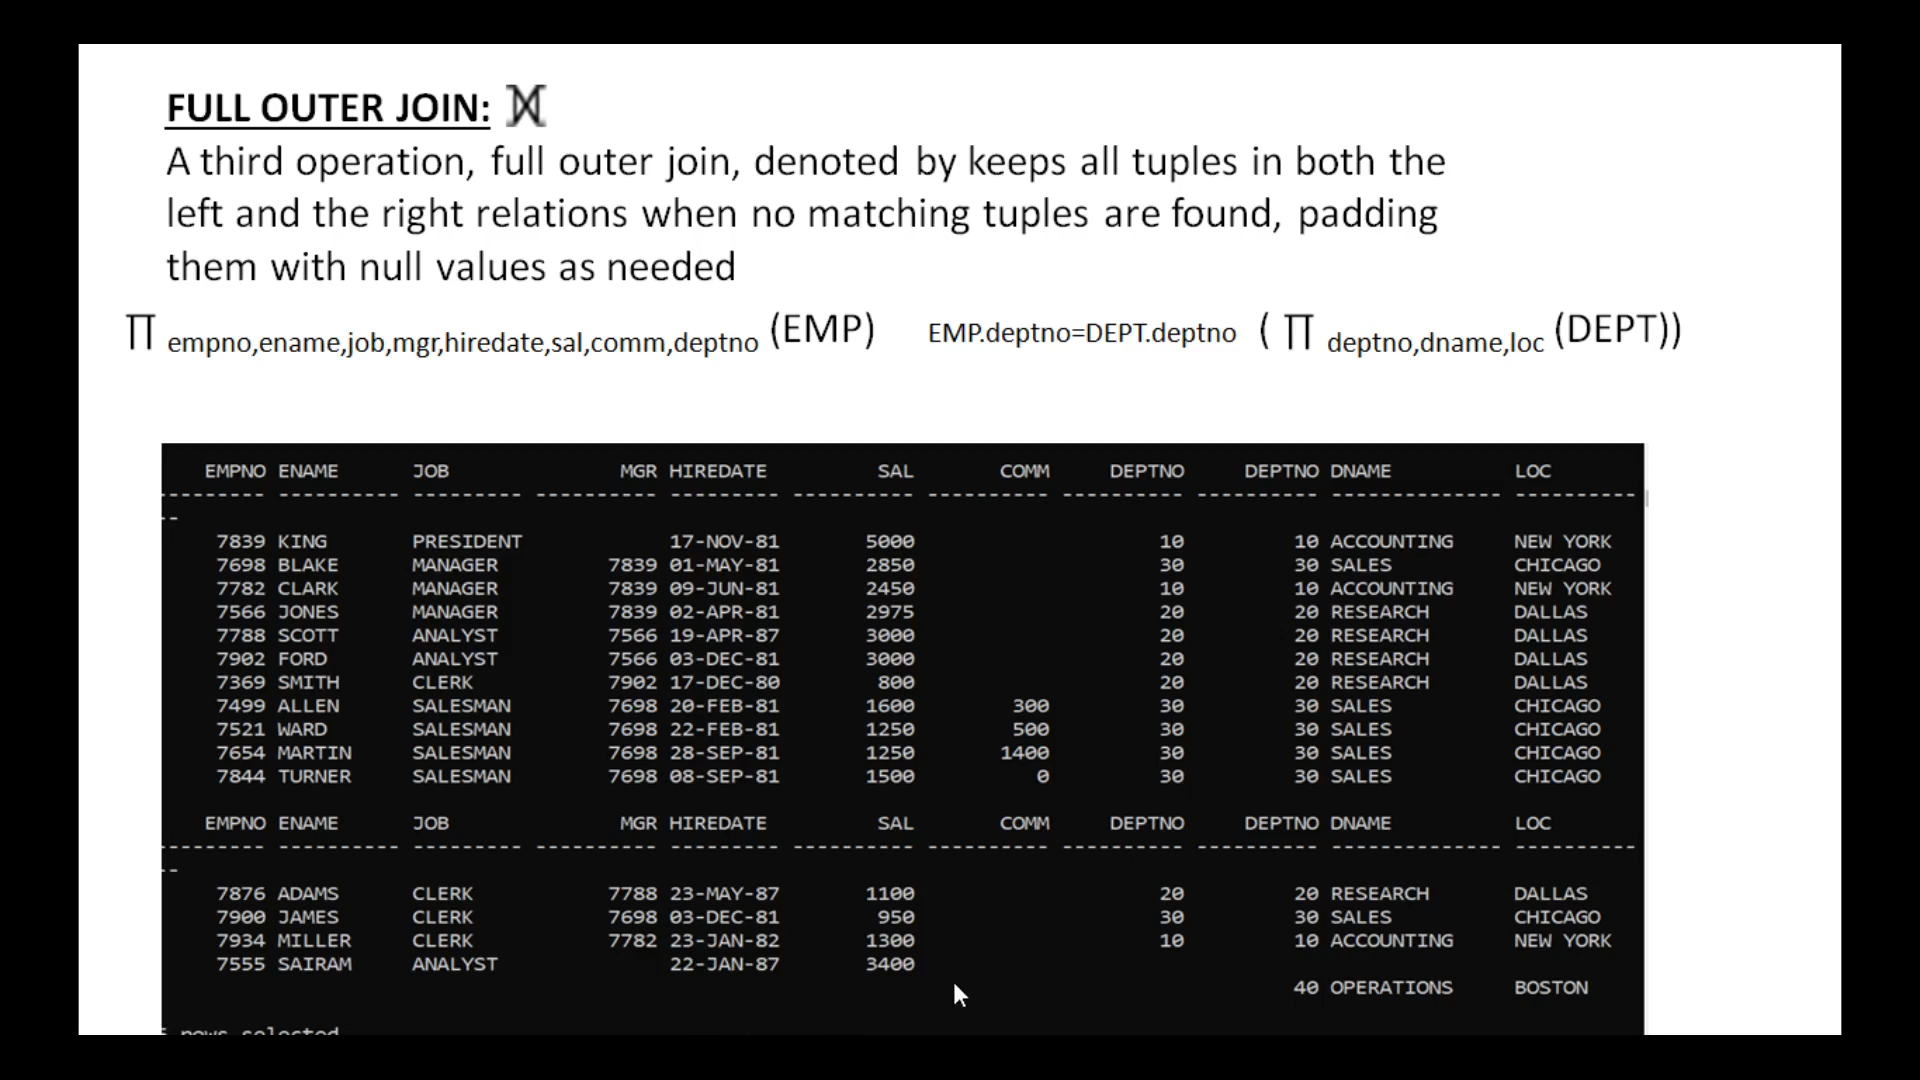 FULL OUTER JOIN: ⟗
A third operation, full outer join, denoted by keeps all tuples in both the
left and the right relations when no matching tuples are found, padding
them with null values as needed
∏ empno,ename,job,mgr,hiredate,sal,comm,deptno (EMP) EMP.deptno=DEPT.deptno ( ∏ deptno,dname,loc (DEPT))
EMPNO ENAME JOB MGR HIREDATE SAL COMM DEPTNO DEPTNO DNAME LOC
--------- ---------- --------- ---------- --------- ---------- ---------- ---------- ---------- -------------- ----------
--
7839 KING PRESIDENT 17-NOV-81 5000 10 10 ACCOUNTING NEW YORK
7698 BLAKE MANAGER 7839 01-MAY-81 2850 30 30 SALES CHICAGO
7782 CLARK MANAGER 7839 09-JUN-81 2450 10 10 ACCOUNTING NEW YORK
7566 JONES MANAGER 7839 02-APR-81 2975 20 20 RESEARCH DALLAS
7788 SCOTT ANALYST 7566 19-APR-87 3000 20 20 RESEARCH DALLAS
7902 FORD ANALYST 7566 03-DEC-81 3000 20 20 RESEARCH DALLAS
7369 SMITH CLERK 7902 17-DEC-80 800 20 20 RESEARCH DALLAS
7499 ALLEN SALESMAN 7698 20-FEB-81 1600 300 30 30 SALES CHICAGO
7521 WARD SALESMAN 7698 22-FEB-81 1250 500 30 30 SALES CHICAGO
7654 MARTIN SALESMAN 7698 28-SEP-81 1250 1400 30 30 SALES CHICAGO
7844 TURNER SALESMAN 7698 08-SEP-81 1500 0 30 30 SALES CHICAGO
EMPNO ENAME JOB MGR HIREDATE SAL COMM DEPTNO DEPTNO DNAME LOC
--------- ---------- --------- ---------- --------- ---------- ---------- ---------- ---------- -------------- ----------
--
7876 ADAMS CLERK 7788 23-MAY-87 1100 20 20 RESEARCH DALLAS
7900 JAMES CLERK 7698 03-DEC-81 950 30 30 SALES CHICAGO
7934 MILLER CLERK 7782 23-JAN-82 1300 10 10 ACCOUNTING NEW YORK
7555 SAIRAM ANALYST 22-JAN-87 3400
40 OPERATIONS BOSTON
rows selected